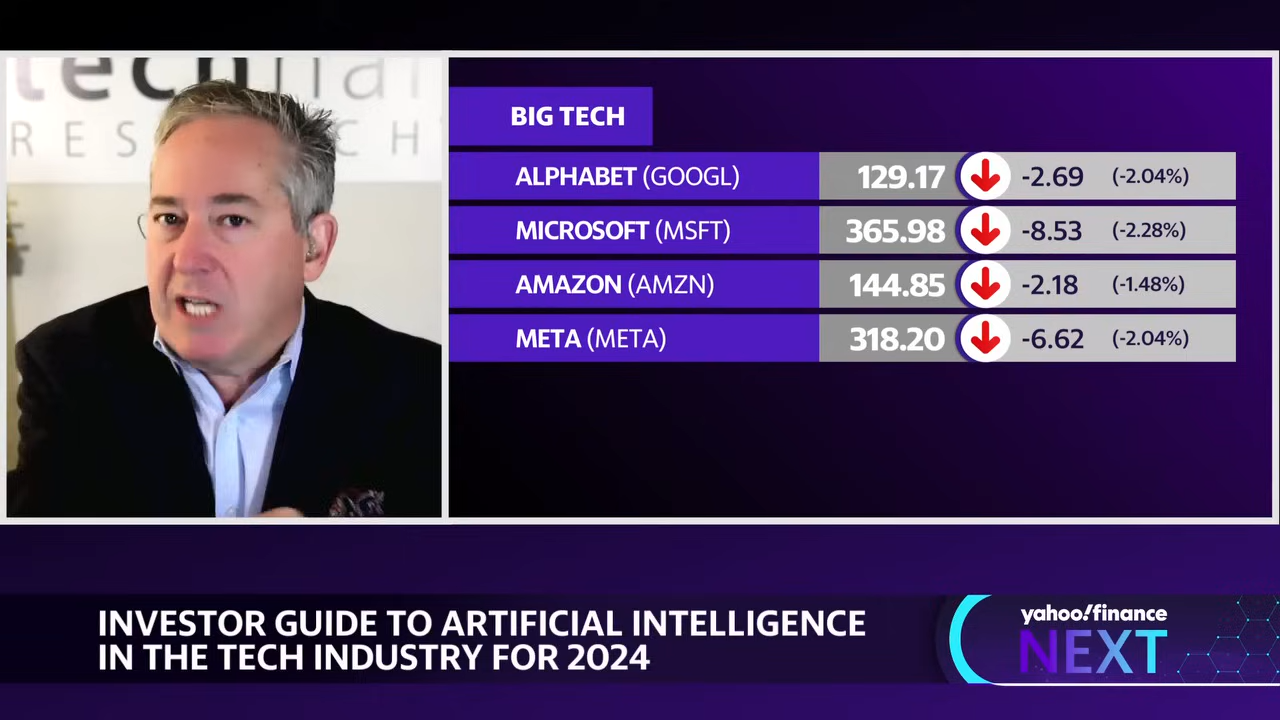 RESEARCH
BIG TECH
ALPHABET (GOOGL) 129.17 -2.69 (-2.04%)
MICROSOFT (MSFT) 365.98 -8.53 (-2.28%)
AMAZON (AMZN) 144.85 -2.18 (-1.48%)
META (META) 318.20 -6.62 (-2.04%)
INVESTOR GUIDE TO ARTIFICIAL INTELLIGENCE
IN THE TECH INDUSTRY FOR 2024
yahoo!finance
NEXT